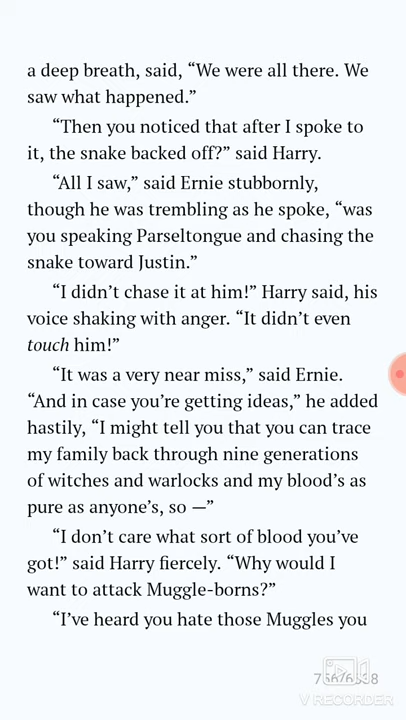 a deep breath, said, “We were all there. We
saw what happened.”
“Then you noticed that after I spoke to
it, the snake backed off?” said Harry.
“All I saw,” said Ernie stubbornly,
though he was trembling as he spoke, “was
you speaking Parseltongue and chasing the
snake toward Justin.”
“I didn’t chase it at him!” Harry said, his
voice shaking with anger. “It didn’t even
touch him!”
“It was a very near miss,” said Ernie.
“And in case you’re getting ideas,” he added
hastily, “I might tell you that you can trace
my family back through nine generations
of witches and warlocks and my blood’s as
pure as anyone’s, so —”
“I don’t care what sort of blood you’ve
got!” said Harry fiercely. “Why would I
want to attack Muggle-borns?”
“I’ve heard you hate those Muggles you
V RECORDER